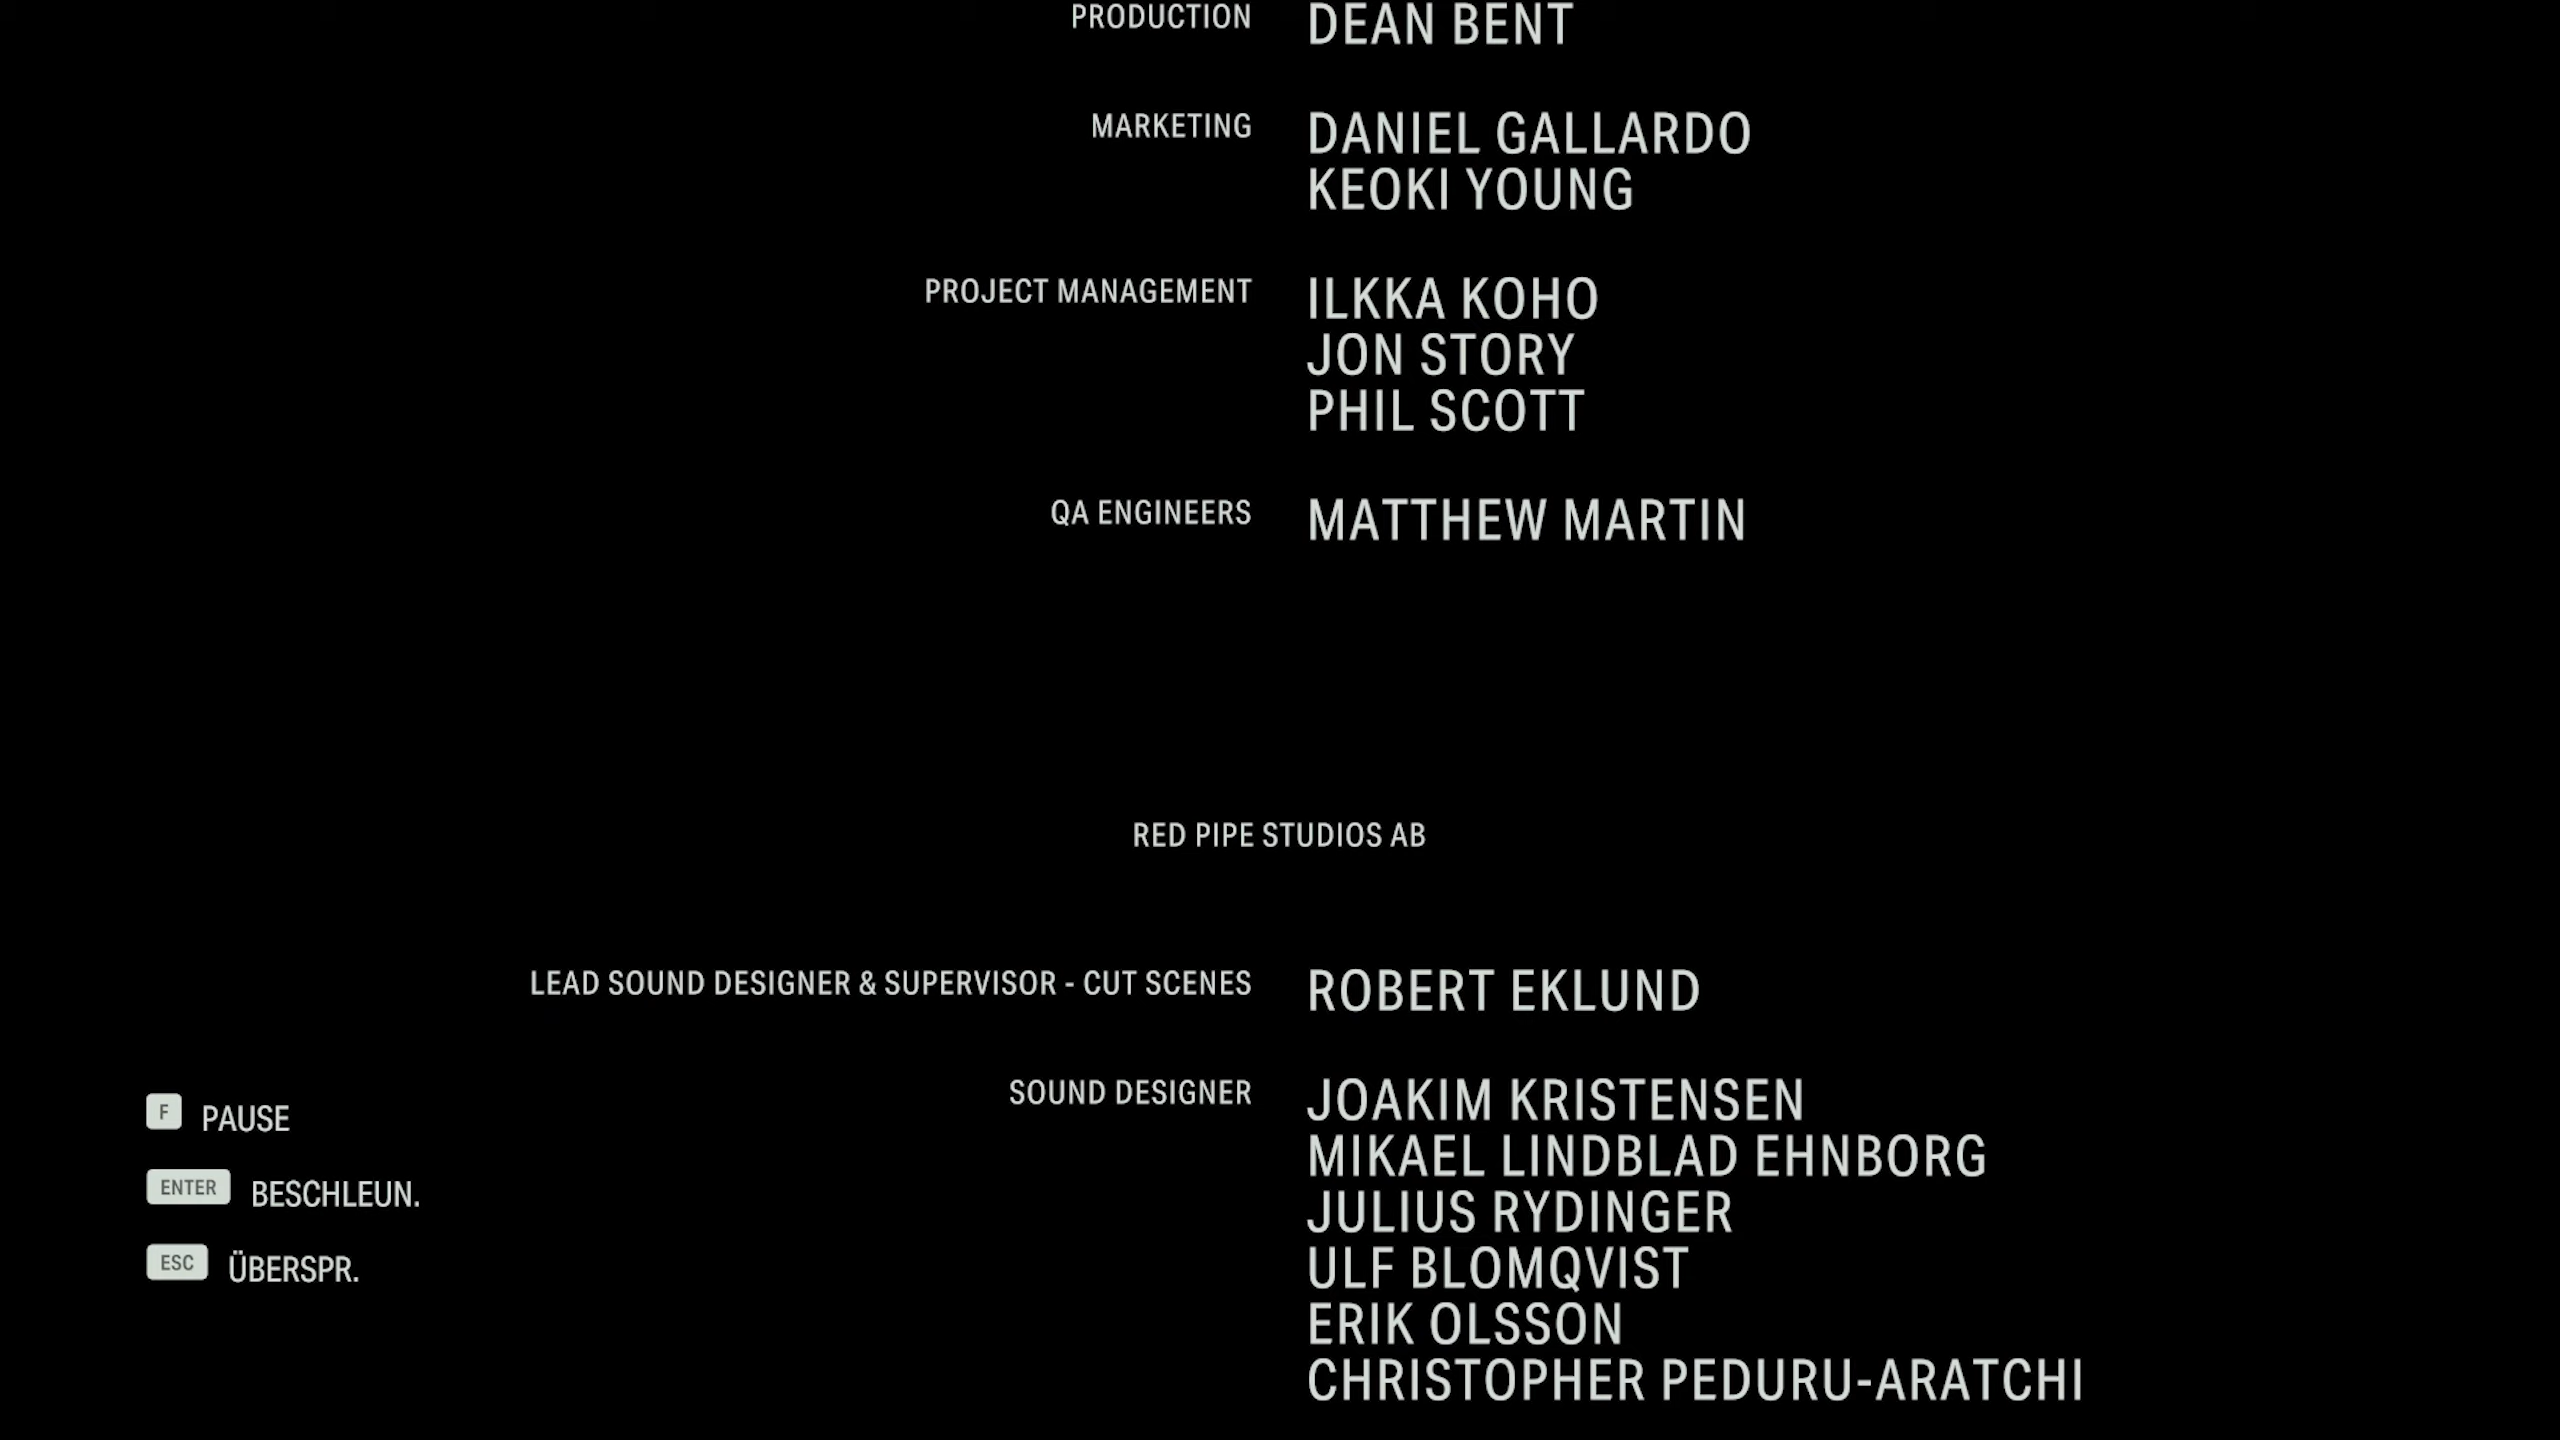 PRODUCTION DEAN BENT
MARKETING DANIEL GALLARDO
KEOKI YOUNG
PROJECT MANAGEMENT ILKKA KOHO
JON STORY
PHIL SCOTT
QA ENGINEERS MATTHEW MARTIN
RED PIPE STUDIOS AB
LEAD SOUND DESIGNER & SUPERVISOR - CUT SCENES ROBERT EKLUND
SOUND DESIGNER JOAKIM KRISTENSEN
MIKAEL LINDBLAD EHNBORG
JULIUS RYDINGER
ULF BLOMQVIST
ERIK OLSSON
CHRISTOPHER PEDURU-ARATCHI
F PAUSE
ENTER BESCHLEUN.
ESC ÜBERSPR.